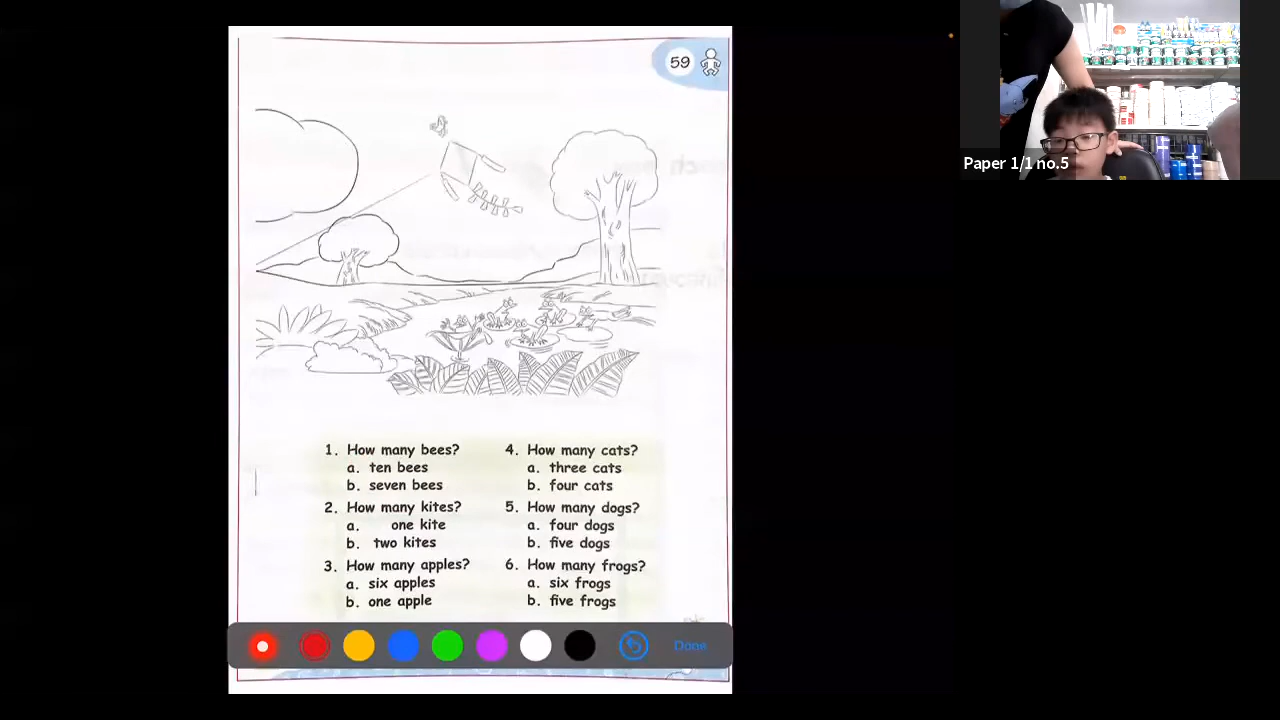 59
Paper 1/1 no.5
1. How many bees?
a. ten bees
b. seven bees
2. How many kites?
a. one kite
b. two kites
3. How many apples?
a. six apples
b. one apple
4. How many cats?
a. three cats
b. four cats
5. How many dogs?
a. four dogs
b. five dogs
6. How many frogs?
a. six frogs
b. five frogs
Done